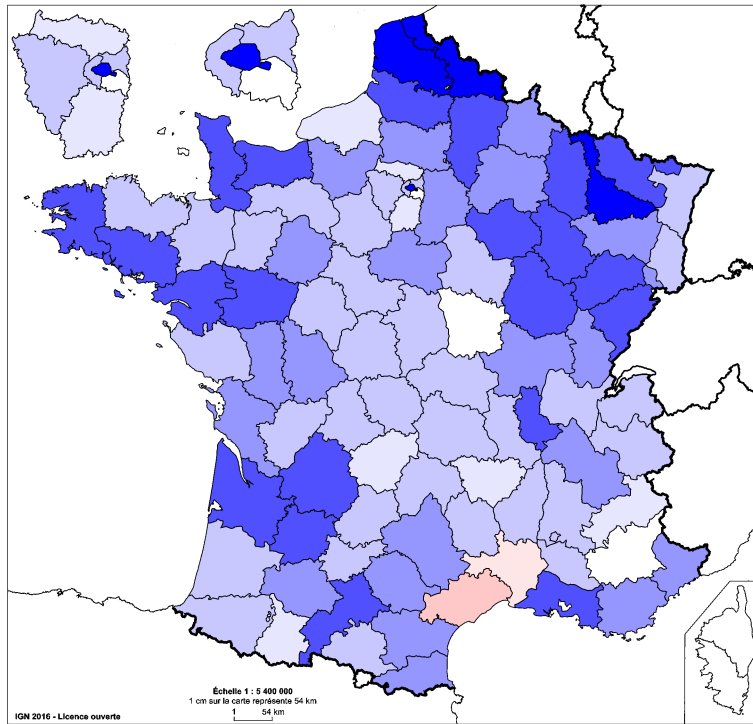 Échelle 1 : 5 400 000
1 cm sur la carte représente 54 km
1 54 km
IGN 2016 - Licence ouverte